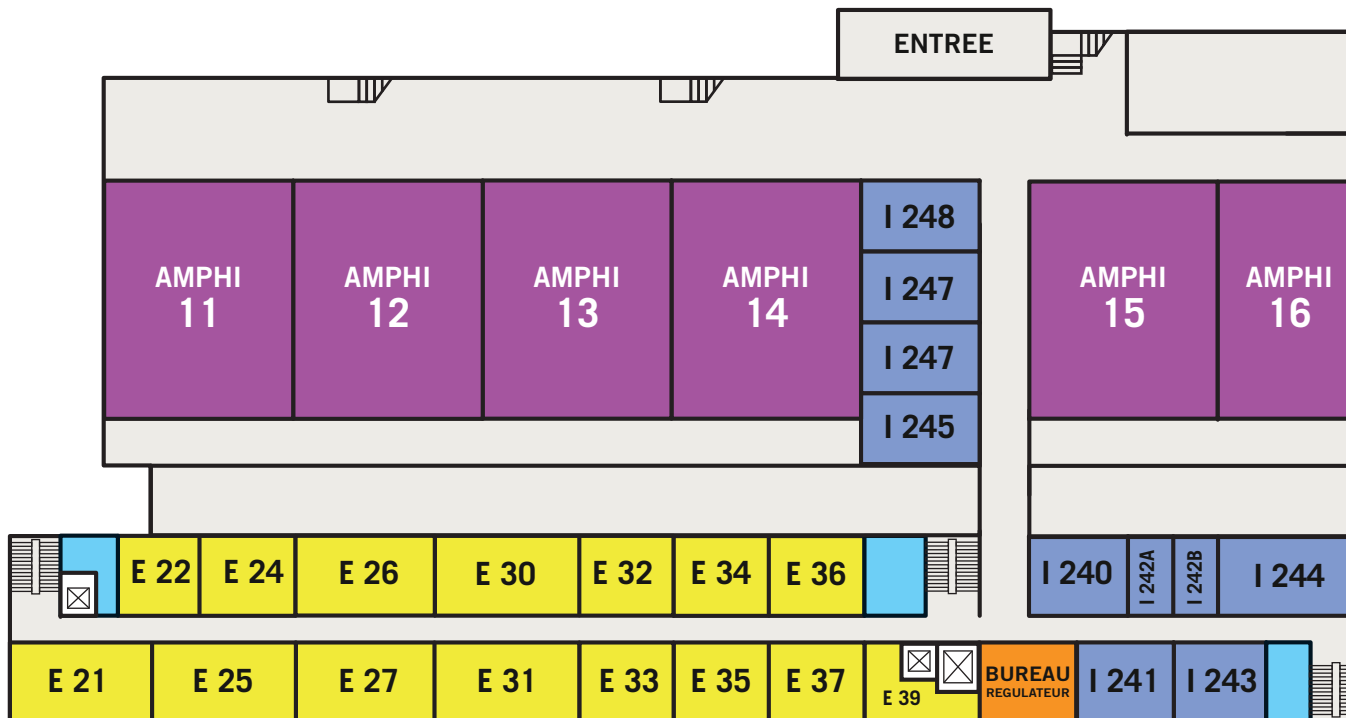 ENTREE
AMPHI
11
AMPHI
12
AMPHI
13
AMPHI
14
I 248
I 247
I 247
I 245
AMPHI
15
AMPHI
16
E 22
E 24
E 26
E 30
E 32
E 34
E 36
I 240
I 242A
I 242B
I 244
E 21
E 25
E 27
E 31
E 33
E 35
E 37
E 39
BUREAU
REGULATEUR
I 241
I 243